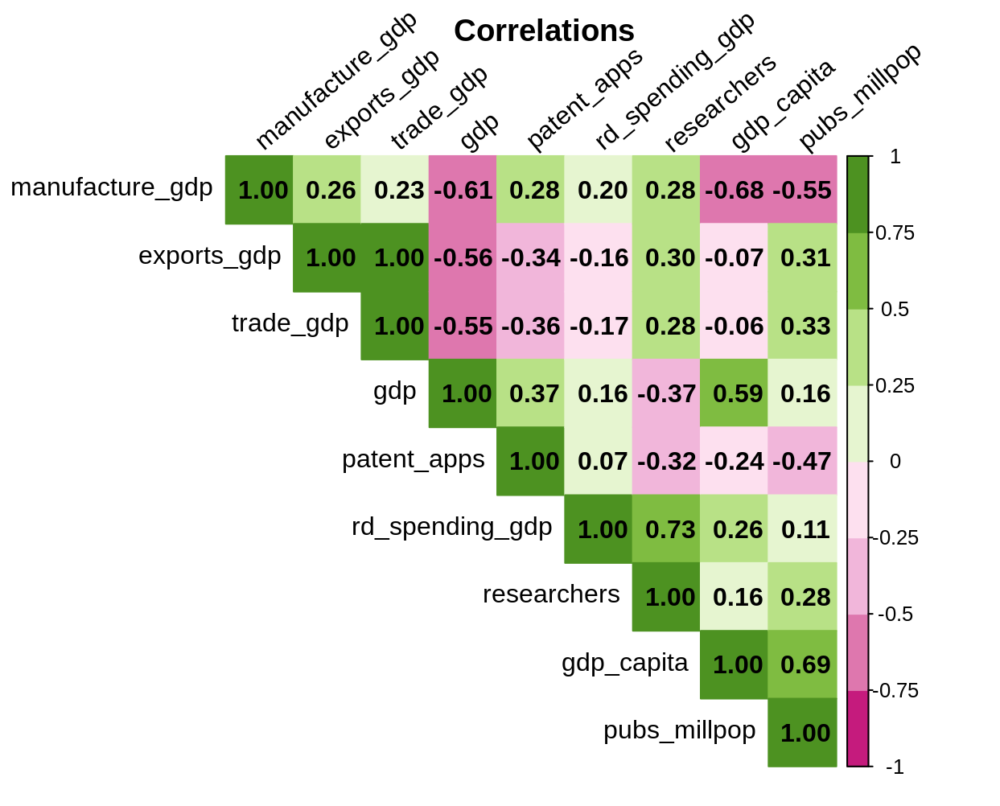 Correlations
manufacture_gdp
exports_gdp
trade_gdp
gdp
patent_apps
rd_spending_gdp
researchers
gdp_capita
pubs_millpop
manufacture_gdp 1.00 0.26 0.23 -0.61 0.28 0.20 0.28 -0.68 -0.55
exports_gdp 1.00 1.00 -0.56 -0.34 -0.16 0.30 -0.07 0.31
trade_gdp 1.00 -0.55 -0.36 -0.17 0.28 -0.06 0.33
gdp 1.00 0.37 0.16 -0.37 0.59 0.16
patent_apps 1.00 0.07 -0.32 -0.24 -0.47
rd_spending_gdp 1.00 0.73 0.26 0.11
researchers 1.00 0.16 0.28
gdp_capita 1.00 0.69
pubs_millpop 1.00
1
0.75
0.5
0.25
0
-0.25
-0.5
-0.75
-1